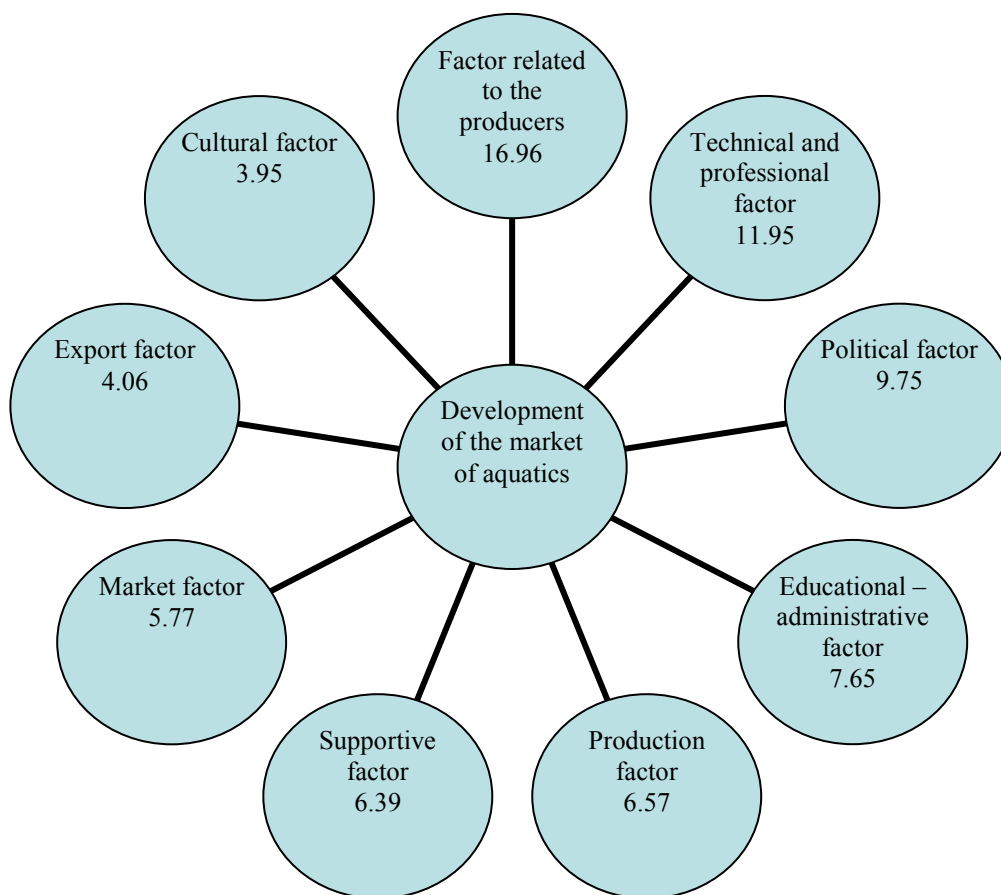 Factor related
to the
producers
16.96
Technical and
professional
factor
11.95
Political factor
9.75
Educational –
administrative
factor
7.65
Production
factor
6.57
Supportive
factor
6.39
Market factor
5.77
Export factor
4.06
Cultural factor
3.95
Development
of the market
of aquatics